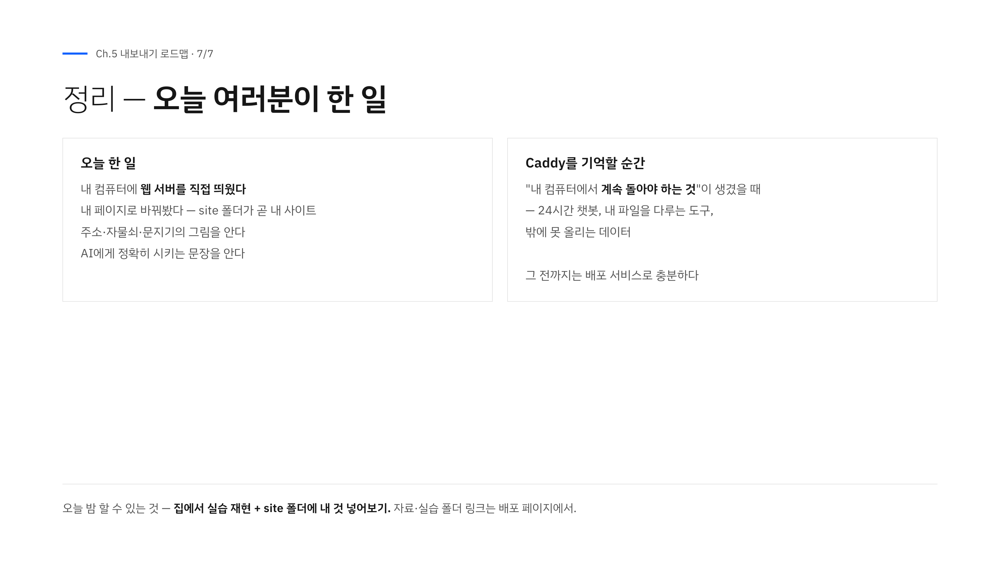 Ch.5 내보내기 로드맵 · 7/7
정리 — 오늘 여러분이 한 일
오늘 한 일
내 컴퓨터에 웹 서버를 직접 띄웠다
내 페이지로 바꿔봤다 — site 폴더가 곧 내 사이트
주소·자물쇠·문지기의 그림을 안다
AI에게 정확히 시키는 문장을 안다
Caddy를 기억할 순간
"내 컴퓨터에서 계속 돌아야 하는 것"이 생겼을 때
— 24시간 챗봇, 내 파일을 다루는 도구,
밖에 못 올리는 데이터
그 전까지는 배포 서비스로 충분하다
오늘 밤 할 수 있는 것 — 집에서 실습 재현 + site 폴더에 내 것 넣어보기. 자료·실습 폴더 링크는 배포 페이지에서.